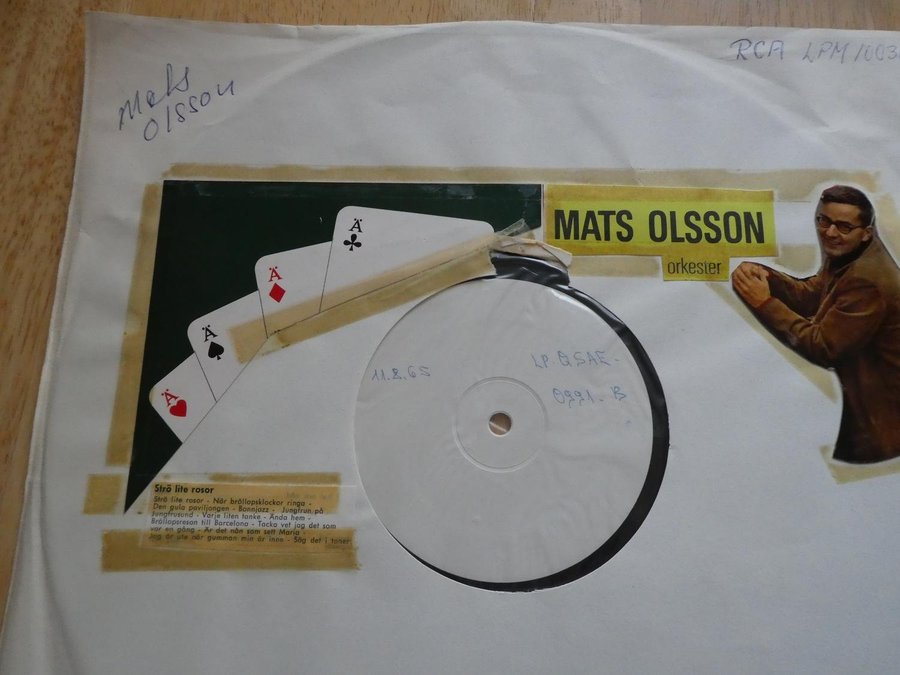 RCA LPM 1003
Mats
Olsson
MATS OLSSON
orkester
Ä
Ä
Ä
Ä
11.8.65
LP. QSAE-
0991. B
Strö lite rosor
Strö lite rosor - När bröllopsklockor ringa -
Den gula paviljongen - Bonnjazz - Jungfrun på
Jungfrusund - Varje liten tanke - Ända hem -
Bröllopsresan till Barcelona - Tacka vet jag det som
var en gång - Är det nån som sett Maria -
Jag är ute när gumman min är inne - Säg det i toner